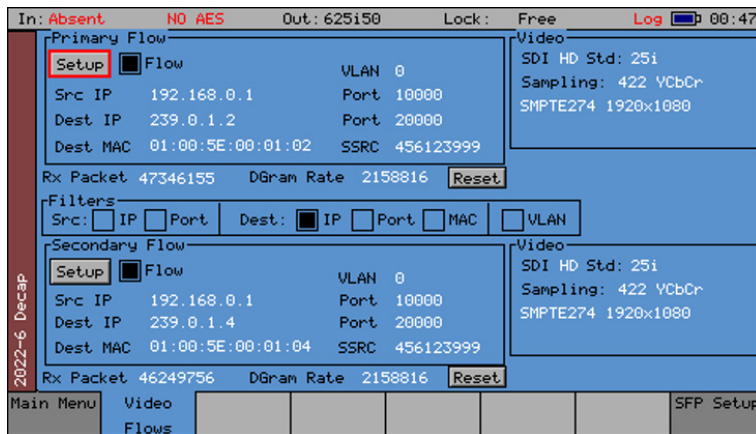 In: Absent NO AES Out: 625i50 Lock: Free Log 00:47
Primary Flow
Setup Flow VLAN 0
Src IP 192.168.0.1 Port 10000
Dest IP 239.0.1.2 Port 20000
Dest MAC 01:00:5E:00:01:02 SSRC 456123999
Video
SDI HD Std: 25i
Sampling: 422 YCbCr
SMPTE274 1920x1080
Rx Packet 47346155 DGram Rate 2158816 Reset
Filters
Src: IP Port Dest: IP Port MAC VLAN
Secondary Flow
Setup Flow VLAN 0
Src IP 192.168.0.1 Port 10000
Dest IP 239.0.1.4 Port 20000
Dest MAC 01:00:5E:00:01:04 SSRC 456123999
Video
SDI HD Std: 25i
Sampling: 422 YCbCr
SMPTE274 1920x1080
Rx Packet 46249756 DGram Rate 2158816 Reset
2022-6 Decap
Main Menu Video SFP Setup
Flows